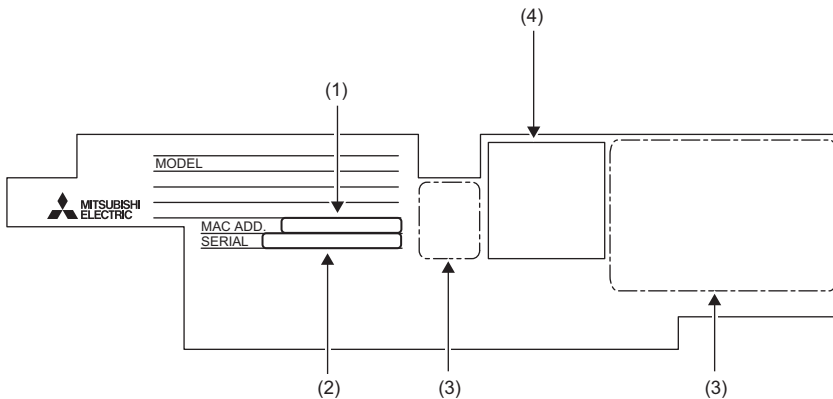 (4)
(1)
MODEL
MITSUBISHI
ELECTRIC
MAC ADD.
SERIAL
(2)
(3)
(3)